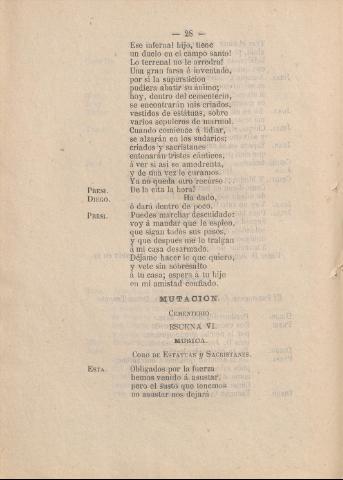 — 28 —
Ese infernal hijo, tiene
un duelo en el campo santo!
Lo terrenal no le arredra!
Una gran farsa é inventado,
por si la supersticion
pudiera abatir su ánimo;
hoy, dentro del cementerio,
se encontrarán mis criados,
vestidos de estátuas, sobre
varios sepulcros de marmol.
Cuando comience á lidiar,
se alzarán en los sudarios;
criados y sacristanes
entonarán tristes cánticos,
á ver si asi se amedrenta,
y de una vez le curamos.
Ya no queda otro recurso.
PRESI. De la cita la hora!
DIEGO. Ha dado,
ó dará dentro de poco.
PRESI. Puedes marchar descuidado:
voy á mandar que le espien,
que sigan todos sus pasos,
y que despues me le traigan
á mi casa desarmado.
Déjame hacer lo que quiero,
y vete sin sobresalto
á tu casa; espera á tu hijo
en mi amistad confiado.
MUTACION.
CEMENTERIO
ESCENA VI.
MUSICA.
CORO DE ESTATUAS y SACRISTANES.
ESTA. Obligados por la fuerza
hemos venido á asustar,
pero el susto que tenemos
no asustar nos dejará